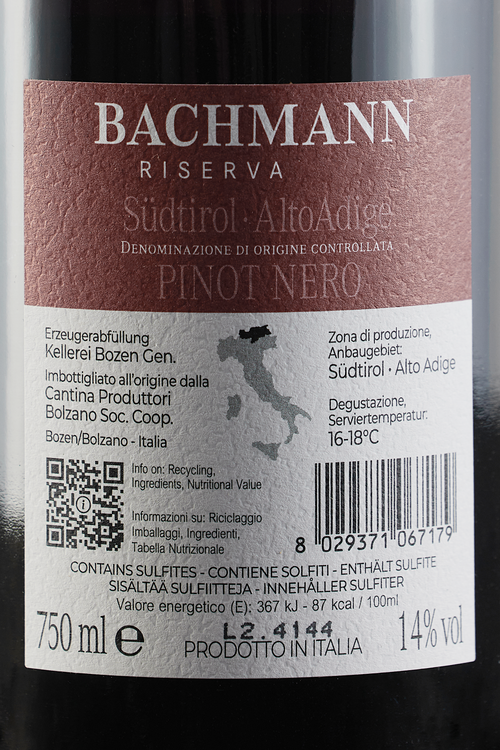 BACHMANN
RISERVA
Südtirol · AltoAdige
DENOMINAZIONE DI ORIGINE CONTROLLATA
PINOT NERO
Erzeugerabfüllung
Kellerei Bozen Gen.
Imbottigliato all'origine dalla
Cantina Produttori
Bolzano Soc. Coop.
Bozen/Bolzano - Italia
Zona di produzione,
Anbaugebiet:
Südtirol · Alto Adige
Degustazione,
Serviertemperatur:
16-18°C
Info on: Recycling,
Ingredients, Nutritional Value
Informazioni su: Riciclaggio
Imballaggi, Ingredienti,
Tabella Nutrizionale
8 029371 067179
CONTAINS SULFITES - CONTIENE SOLFITI - ENTHÄLT SULFITE
SISÄLTÄÄ SULFIITTEJA - INNEHÅLLER SULFITER
Valore energetico (E): 367 kJ - 87 kcal / 100ml
750 ml e
L2.4144
PRODOTTO IN ITALIA
14% vol